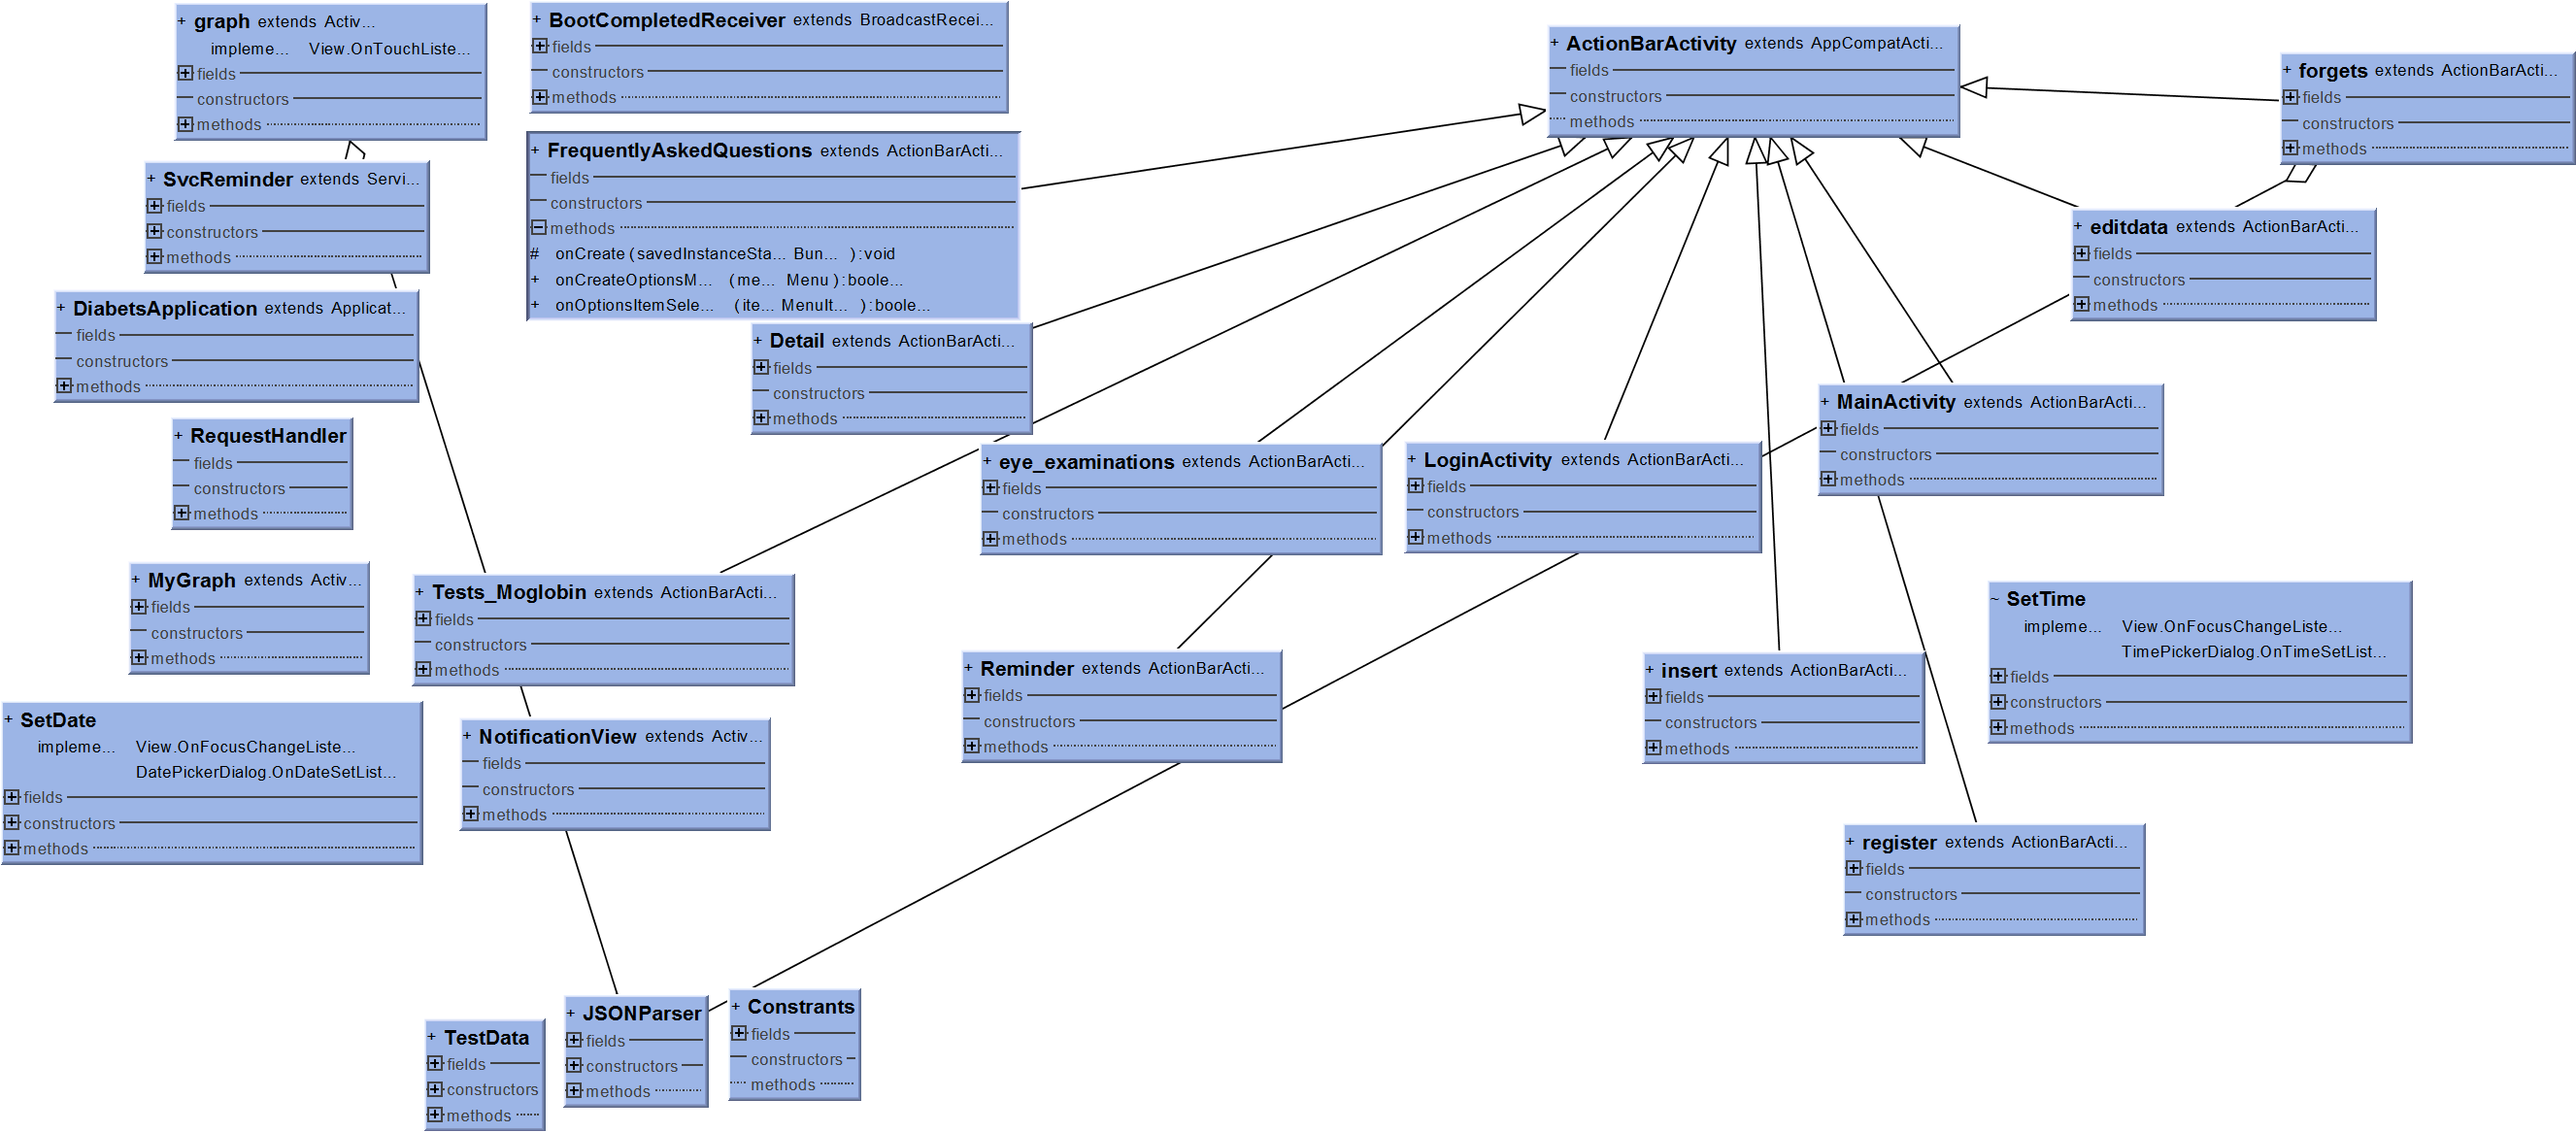 + graph extends Activ...
impleme... View.OnTouchListe...
fields
constructors
methods
+ BootCompletedReceiver extends BroadcastRecei...
fields
constructors
methods
+ ActionBarActivity extends AppCompatActi...
fields
constructors
methods
+ forgets extends ActionBarActi...
fields
constructors
methods
+ FrequentlyAskedQuestions extends ActionBarActi...
fields
constructors
methods
# onCreate(savedInstanceSta... Bun... ):void
+ onCreateOptionsM... (me... Menu):boole...
+ onOptionsItemSele... (ite... MenuIt... ):boole...
+ SvcReminder extends Servi...
fields
constructors
methods
+ editdata extends ActionBarActi...
fields
constructors
methods
+ DiabetsApplication extends Applicat...
fields
constructors
methods
+ Detail extends ActionBarActi...
fields
constructors
methods
+ MainActivity extends ActionBarActi...
fields
constructors
methods
+ RequestHandler
fields
constructors
methods
+ eye_examinations extends ActionBarActi...
fields
constructors
methods
+ LoginActivity extends ActionBarActi...
fields
constructors
methods
+ MyGraph extends Activ...
fields
constructors
methods
+ Tests_Moglobin extends ActionBarActi...
fields
constructors
methods
~ SetTime
impleme... View.OnFocusChangeListe...
TimePickerDialog.OnTimeSetList...
fields
constructors
methods
+ Reminder extends ActionBarActi...
fields
constructors
methods
+ insert extends ActionBarActi...
fields
constructors
methods
+ SetDate
impleme... View.OnFocusChangeListe...
DatePickerDialog.OnDateSetList...
fields
constructors
methods
+ NotificationView extends Activ...
fields
constructors
methods
+ register extends ActionBarActi...
fields
constructors
methods
+ TestData
fields
constructors
methods
+ JSONParser
fields
constructors
methods
+ Constrants
fields
constructors
methods